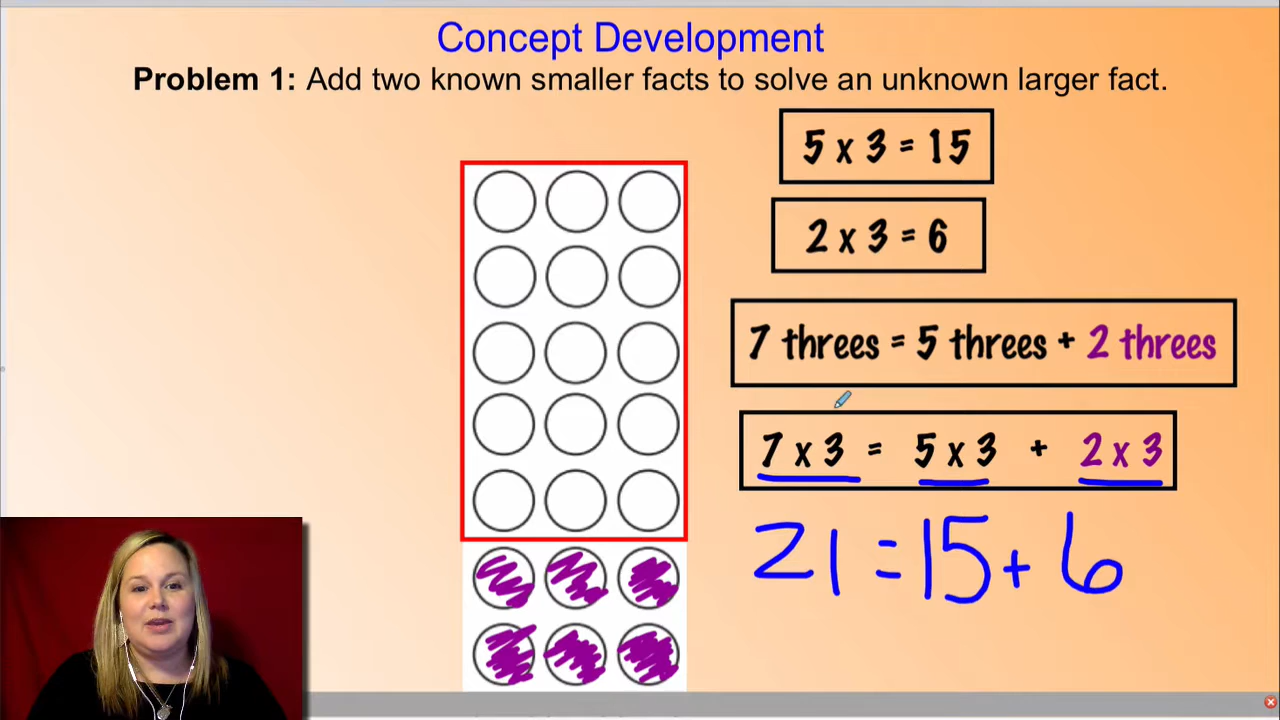 Concept Development
Problem 1: Add two known smaller facts to solve an unknown larger fact.
5 x 3 = 15
2 x 3 = 6
7 threes = 5 threes + 2 threes
7 x 3 = 5 x 3 + 2 x 3
21 = 15 + 6